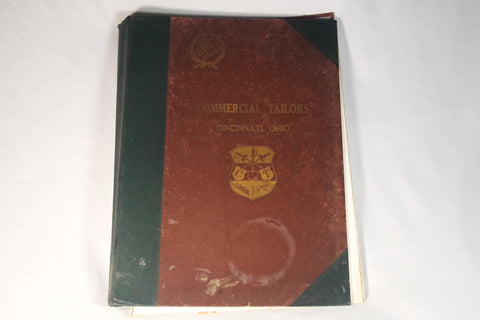 COMMERCIAL TAILORS
CINCINNATI, OHIO
C T